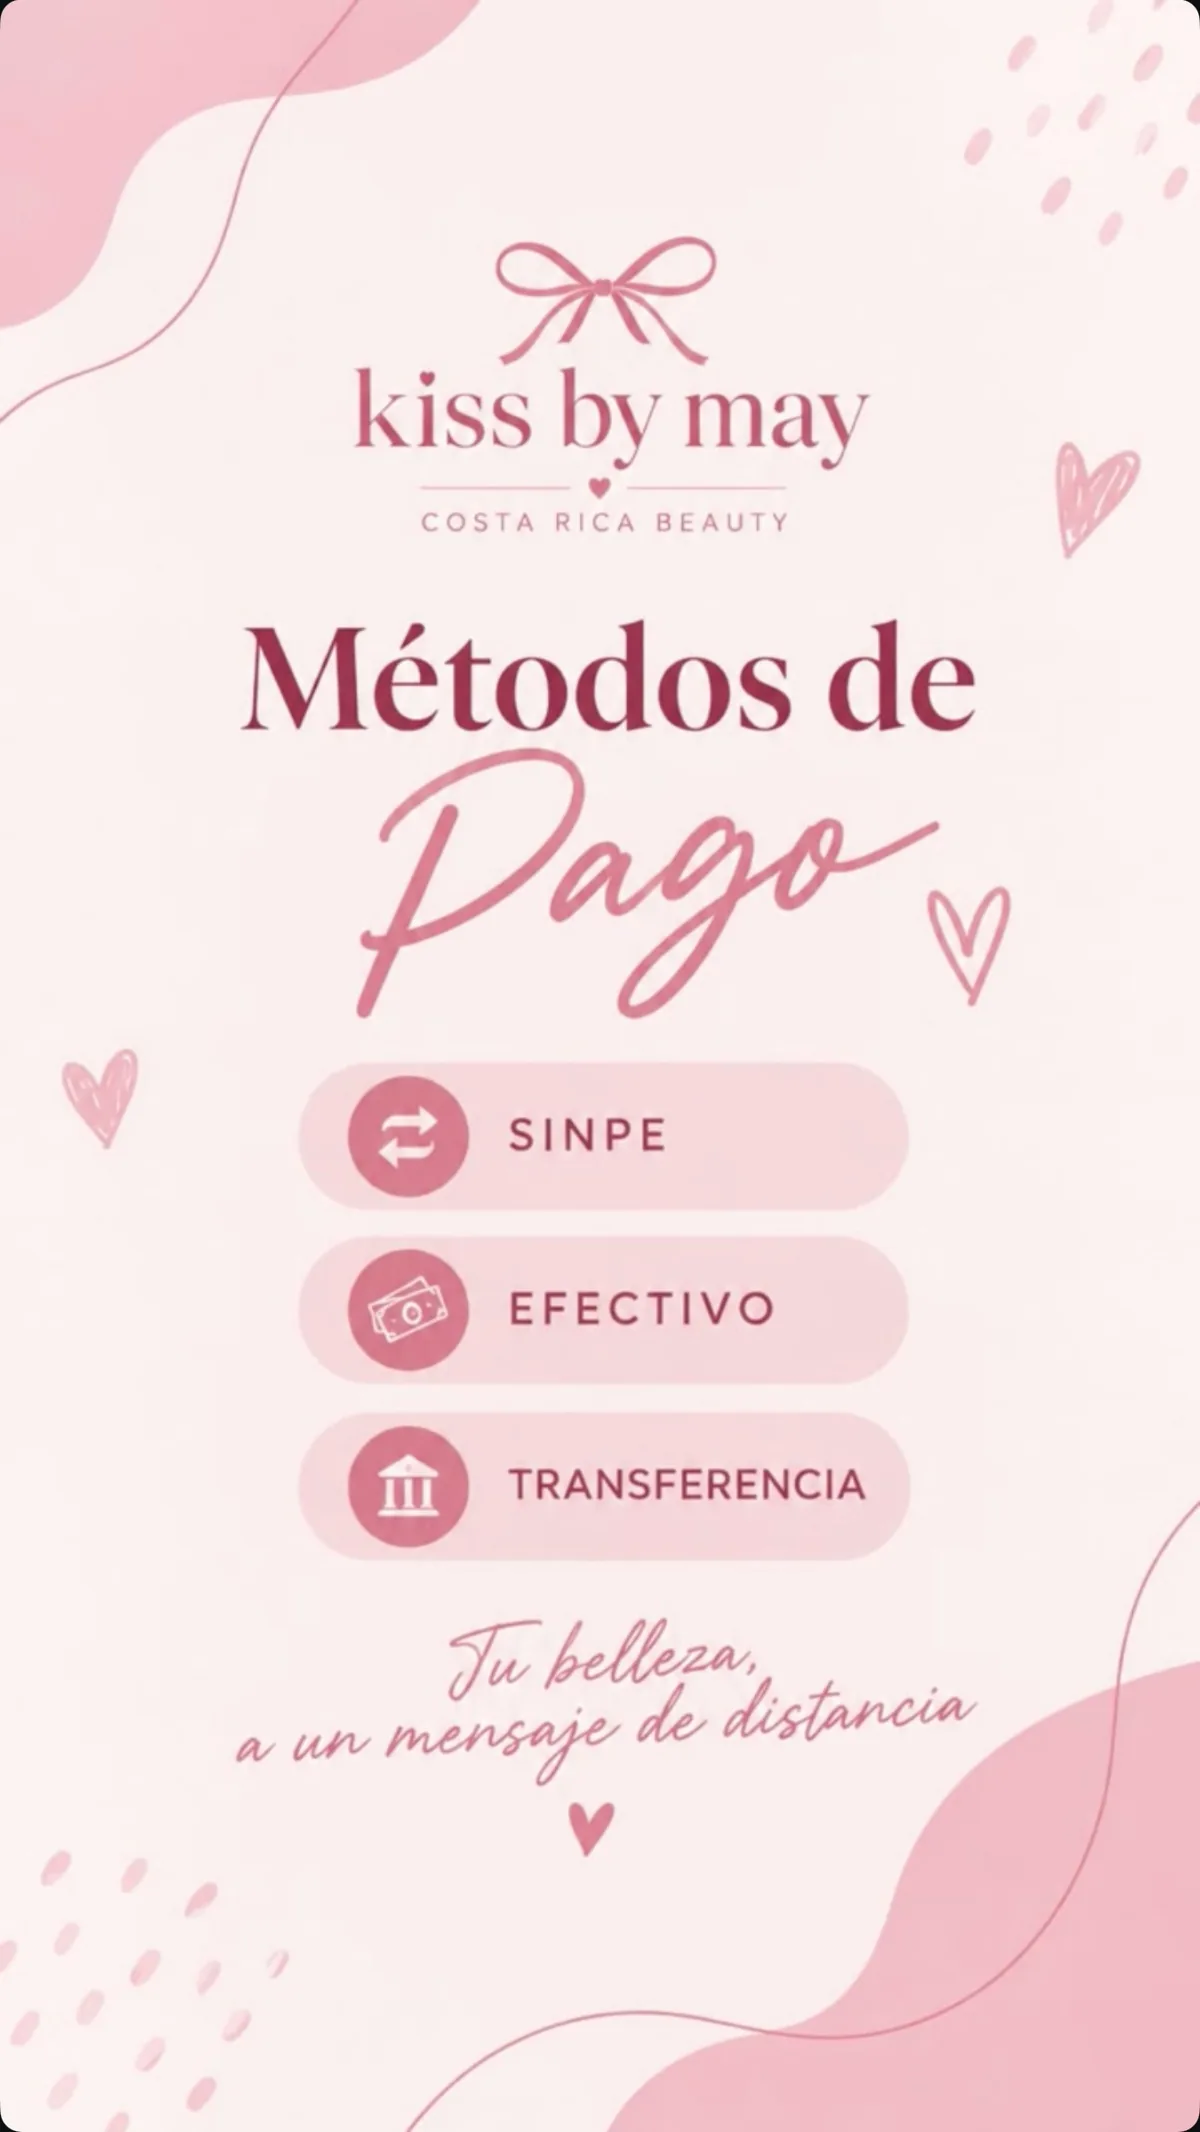 kiss by may
COSTA RICA BEAUTY
Métodos de
Pago
SINPE
EFECTIVO
TRANSFERENCIA
Tu belleza,
a un mensaje de distancia